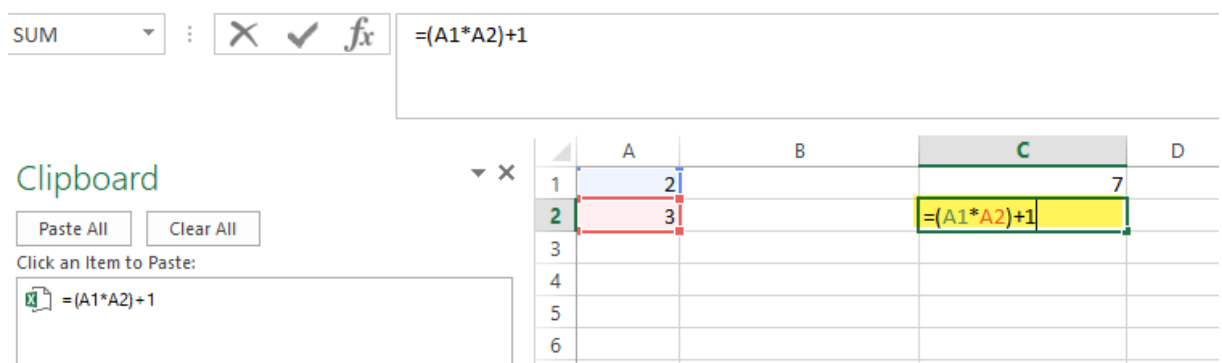 SUM
fx
=(A1*A2)+1
Clipboard
Paste All Clear All
Click an Item to Paste:
=(A1*A2)+1
A B C D
1 2 7
2 3 =(A1*A2)+1
3
4
5
6